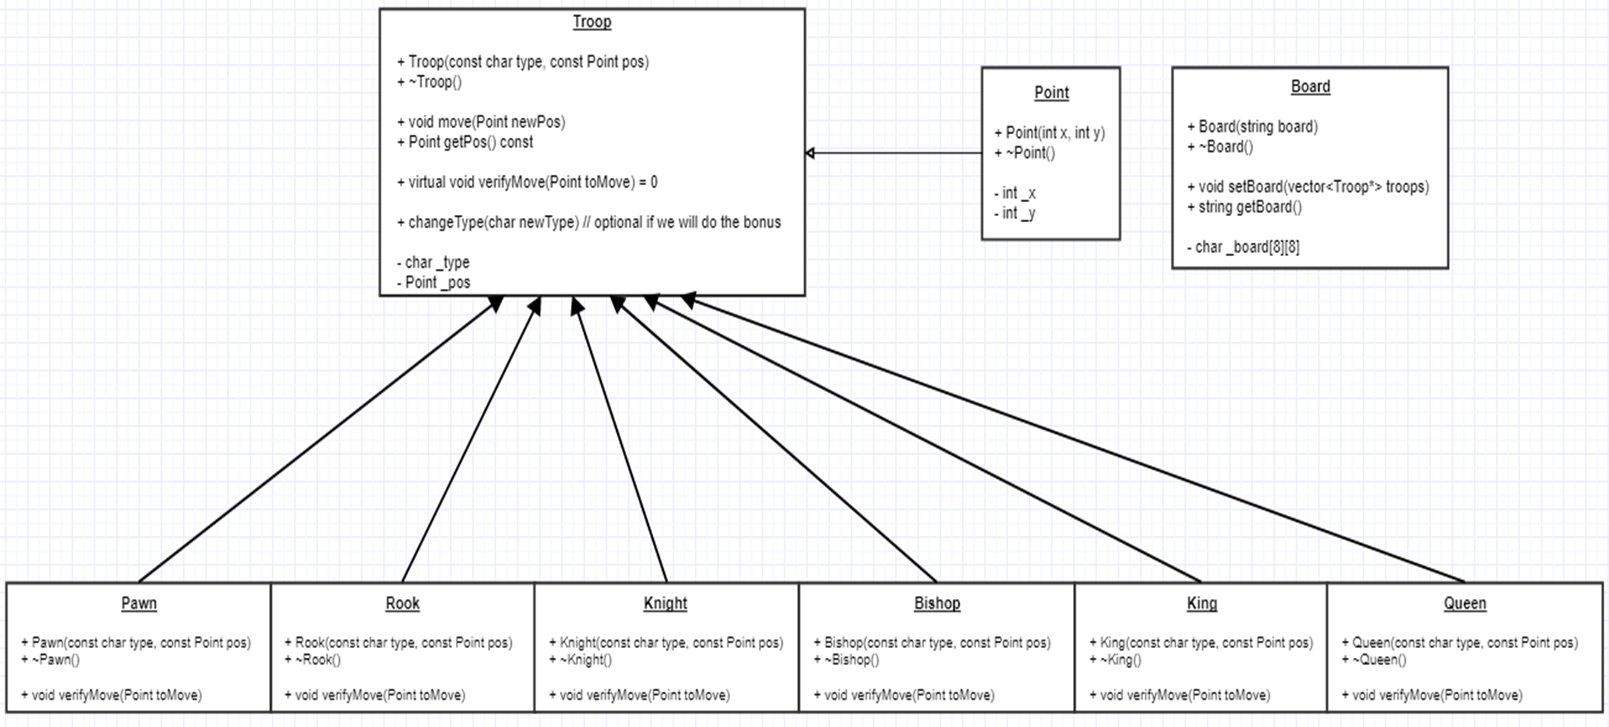 Troop
+ Troop(const char type, const Point pos)
+ ~Troop()
+ void move(Point newPos)
+ Point getPos() const
+ virtual void verifyMove(Point toMove) = 0
+ changeType(char newType) // optional if we will do the bonus
- char _type
- Point _pos
Point
+ Point(int x, int y)
+ ~Point()
- int _x
- int _y
Board
+ Board(string board)
+ ~Board()
+ void setBoard(vector<Troop*> troops)
+ string getBoard()
- char _board[8][8]
Pawn
+ Pawn(const char type, const Point pos)
+ ~Pawn()
+ void verifyMove(Point toMove)
Rook
+ Rook(const char type, const Point pos)
+ ~Rook()
+ void verifyMove(Point toMove)
Knight
+ Knight(const char type, const Point pos)
+ ~Knight()
+ void verifyMove(Point toMove)
Bishop
+ Bishop(const char type, const Point pos)
+ ~Bishop()
+ void verifyMove(Point toMove)
King
+ King(const char type, const Point pos)
+ ~King()
+ void verifyMove(Point toMove)
Queen
+ Queen(const char type, const Point pos)
+ ~Queen()
+ void verifyMove(Point toMove)